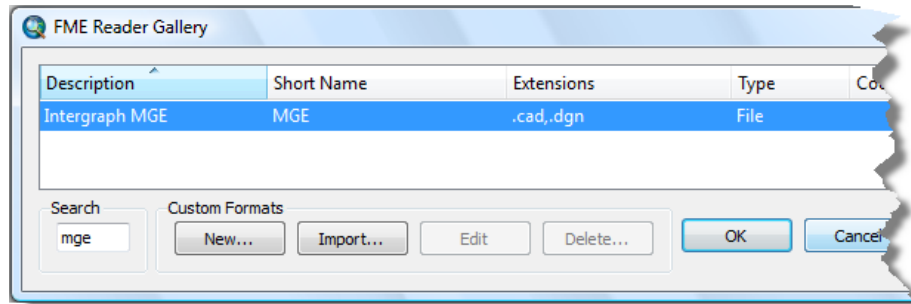 FME Reader Gallery
Description Short Name Extensions Type
Intergraph MGE MGE .cad,.dgn File
Search Custom Formats
mge New... Import... Edit Delete... OK Cancel